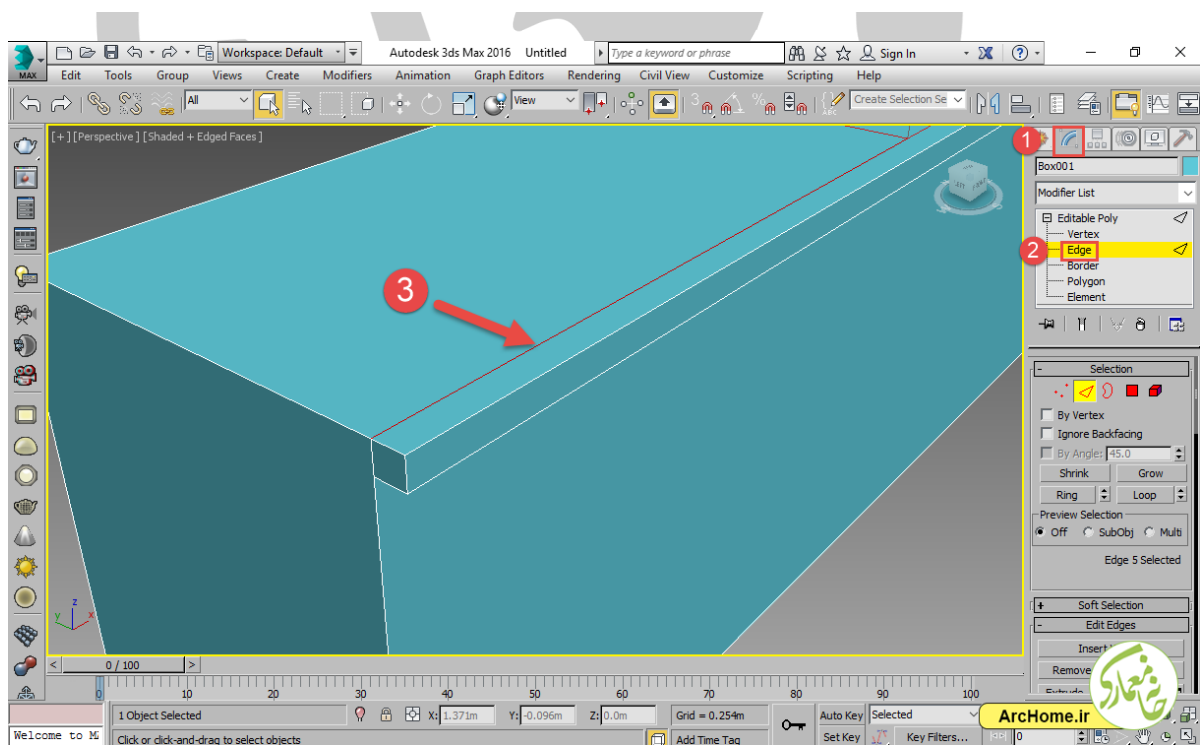 Workspace: Default
Autodesk 3ds Max 2016 Untitled
Type a keyword or phrase
Sign In
MAX
Edit Tools Group Views Create Modifiers Animation Graph Editors Rendering Civil View Customize Scripting Help
All
View
3
ABC
Create Selection Se
[+] [Perspective ] [Shaded + Edged Faces ]
1
Box001
Modifier List
Editable Poly
Vertex
2
Edge
Border
Polygon
Element
3
Selection
By Vertex
Ignore Backfacing
By Angle: 45.0
Shrink Grow
Ring Loop
Preview Selection
Off SubObj Multi
Edge 5 Selected
Soft Selection
Edit Edges
Insert
Remove
Extrude
z
y
x
0 / 100
0 10 20 30 40 50 60 70 80 90 100
1 Object Selected
X: 1.371m Y: -0.096m Z: 0.0m
Grid = 0.254m
Auto Key Selected
ArcHome.ir
Welcome to M
Click or click-and-drag to select objects
Add Time Tag
Set Key Key Filters...
0